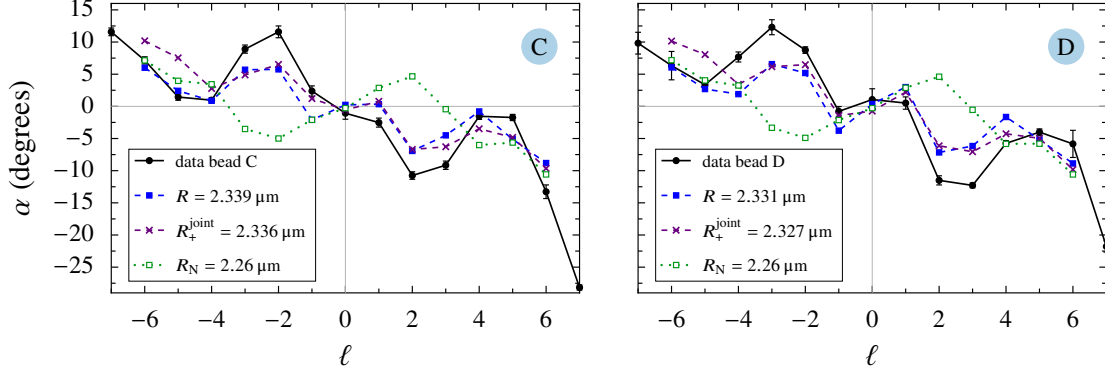 α (degrees)
15
10
5
0
−5
−10
−15
−20
−25
C
data bead C
R = 2.339 μm
R₊ʲᵒⁱⁿᵗ = 2.336 μm
R_N = 2.26 μm
−6 −4 −2 0 2 4 6
ℓ
D
data bead D
R = 2.331 μm
R₊ʲᵒⁱⁿᵗ = 2.327 μm
R_N = 2.26 μm
−6 −4 −2 0 2 4 6
ℓ